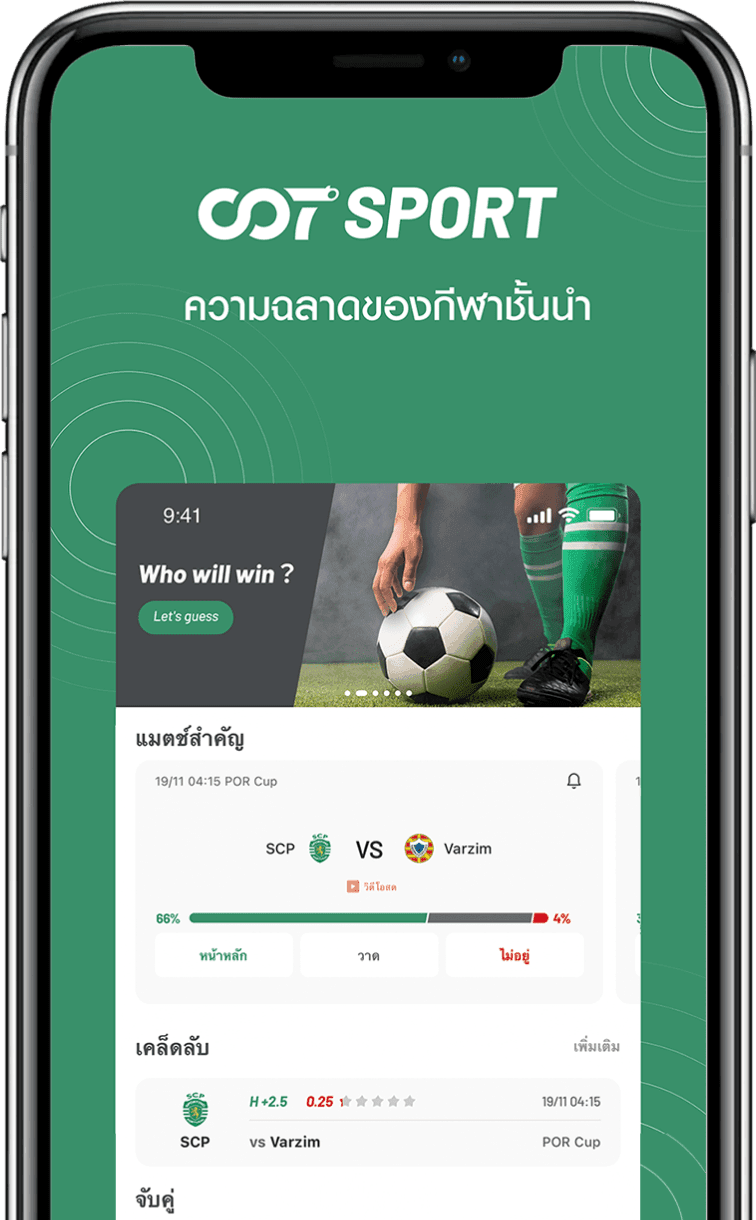 007 SPORT
ความฉลาดของกีฬาชั้นนำ
9:41
Who will win ?
Let's guess
แมตช์สำคัญ
19/11 04:15 POR Cup
SCP SCP VS Varzim
วิดีโอสด
66% 4%
หน้าหลัก วาด ไม่อยู่
เคล็ดลับ เพิ่มเติม
SCP H +2.5 0.25 19/11 04:15
SCP vs Varzim POR Cup
จับคู่